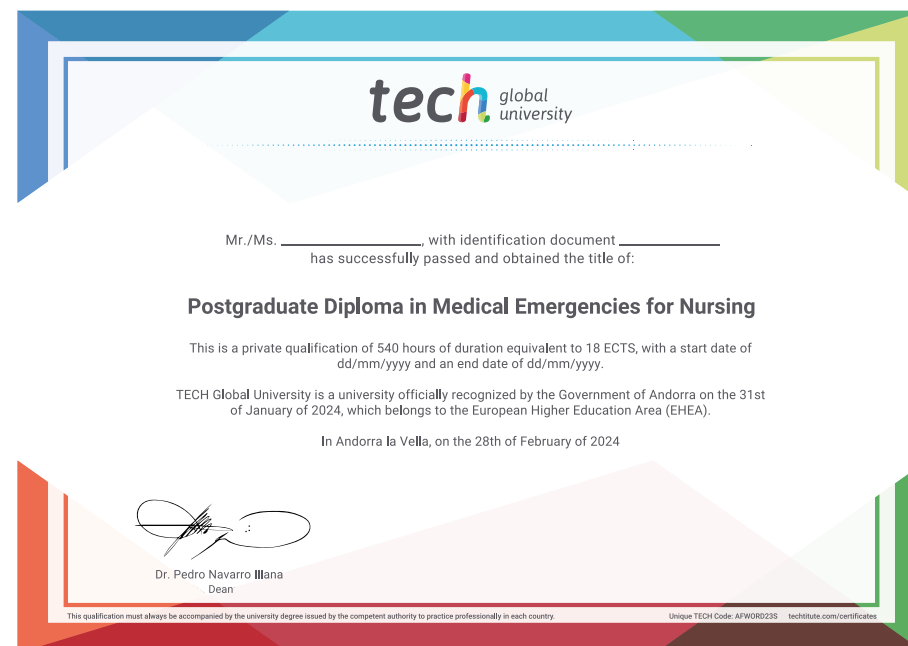 tech global university
Mr./Ms. ____________, with identification document ____________
has successfully passed and obtained the title of:
Postgraduate Diploma in Medical Emergencies for Nursing
This is a private qualification of 540 hours of duration equivalent to 18 ECTS, with a start date of
dd/mm/yyyy and an end date of dd/mm/yyyy.
TECH Global University is a university officially recognized by the Government of Andorra on the 31st
of January of 2024, which belongs to the European Higher Education Area (EHEA).
In Andorra la Vella, on the 28th of February of 2024
Dr. Pedro Navarro Illana
Dean
This qualification must always be accompanied by the university degree issued by the competent authority to practice professionally in each country.
Unique TECH Code: AFWORD23S techtitute.com/certificates